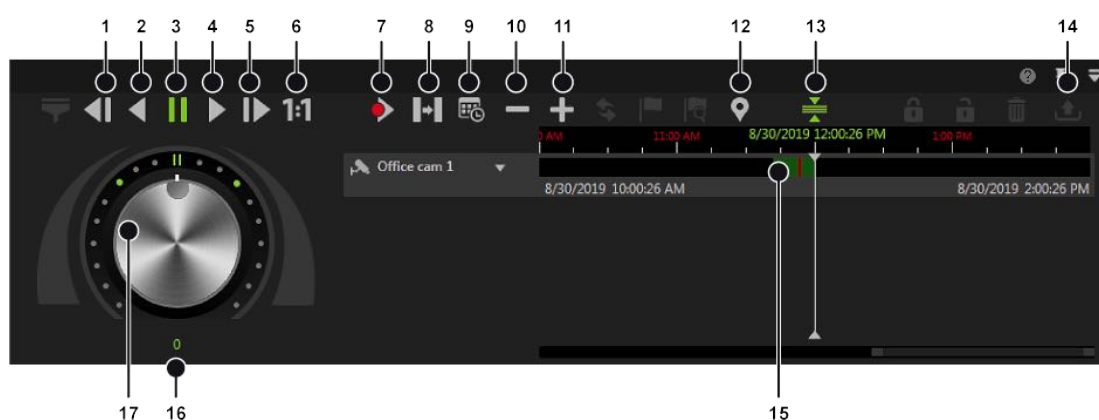 1 2 3 4 5 6 7 8 9 10 11 12 13 14
1:1
AM 11:00 AM 8/30/2019 12:00:26 PM 1:00 PM
Office cam 1
8/30/2019 10:00:26 AM 8/30/2019 2:00:26 PM
0
17 16 15